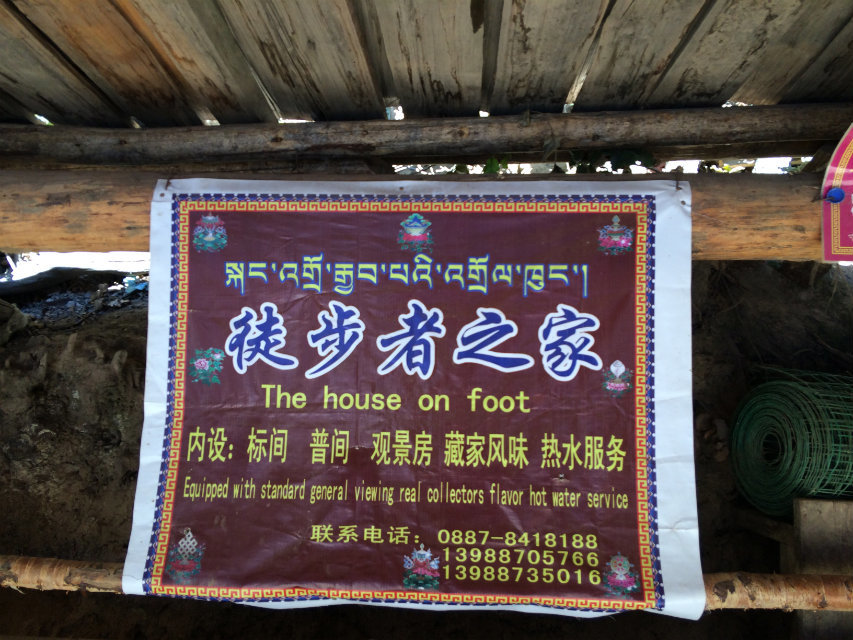 སྐང་འགྲོ་རྒྱབ་པའི་འགྲོལ་ཁང་།
徒步者之家
The house on foot
内设：标间 普间 观景房 藏家风味 热水服务
Equipped with standard general viewing real collectors flavor hot water service
联系电话：0887-8418188
13988705766
13988735016